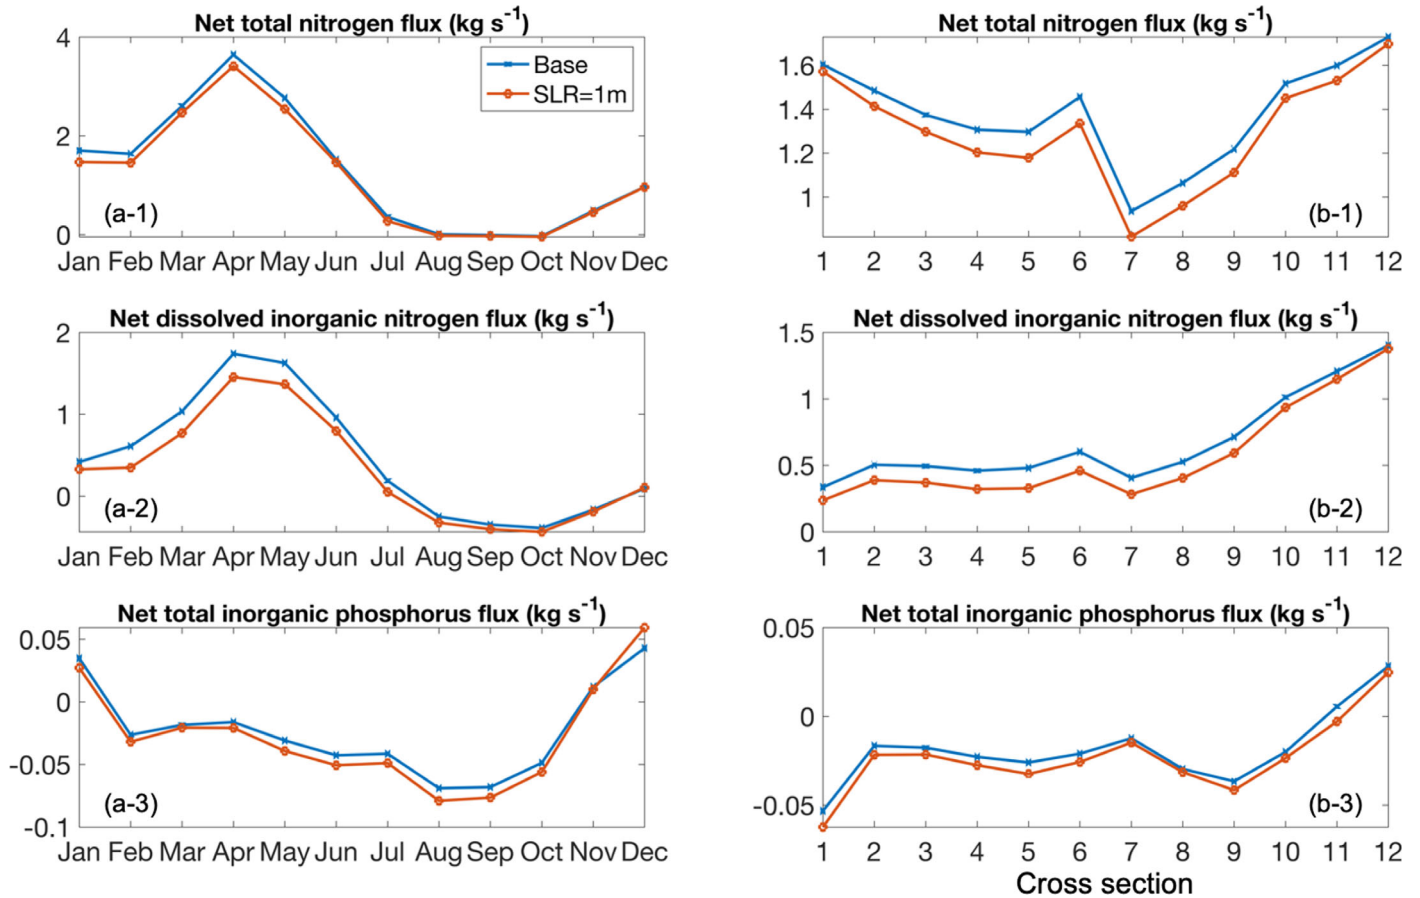 Net total nitrogen flux (kg s-1)
4
2
0
Base
SLR=1m
(a-1)
Jan Feb Mar Apr May Jun Jul Aug Sep Oct Nov Dec
Net total nitrogen flux (kg s-1)
1.6
1.4
1.2
1
(b-1)
1 2 3 4 5 6 7 8 9 10 11 12
Net dissolved inorganic nitrogen flux (kg s-1)
2
1
0
(a-2)
Jan Feb Mar Apr May Jun Jul Aug Sep Oct Nov Dec
Net dissolved inorganic nitrogen flux (kg s-1)
1.5
1
0.5
0
(b-2)
1 2 3 4 5 6 7 8 9 10 11 12
Net total inorganic phosphorus flux (kg s-1)
0.05
0
-0.05
-0.1
(a-3)
Jan Feb Mar Apr May Jun Jul Aug Sep Oct Nov Dec
Net total inorganic phosphorus flux (kg s-1)
0.05
0
-0.05
(b-3)
1 2 3 4 5 6 7 8 9 10 11 12
Cross section